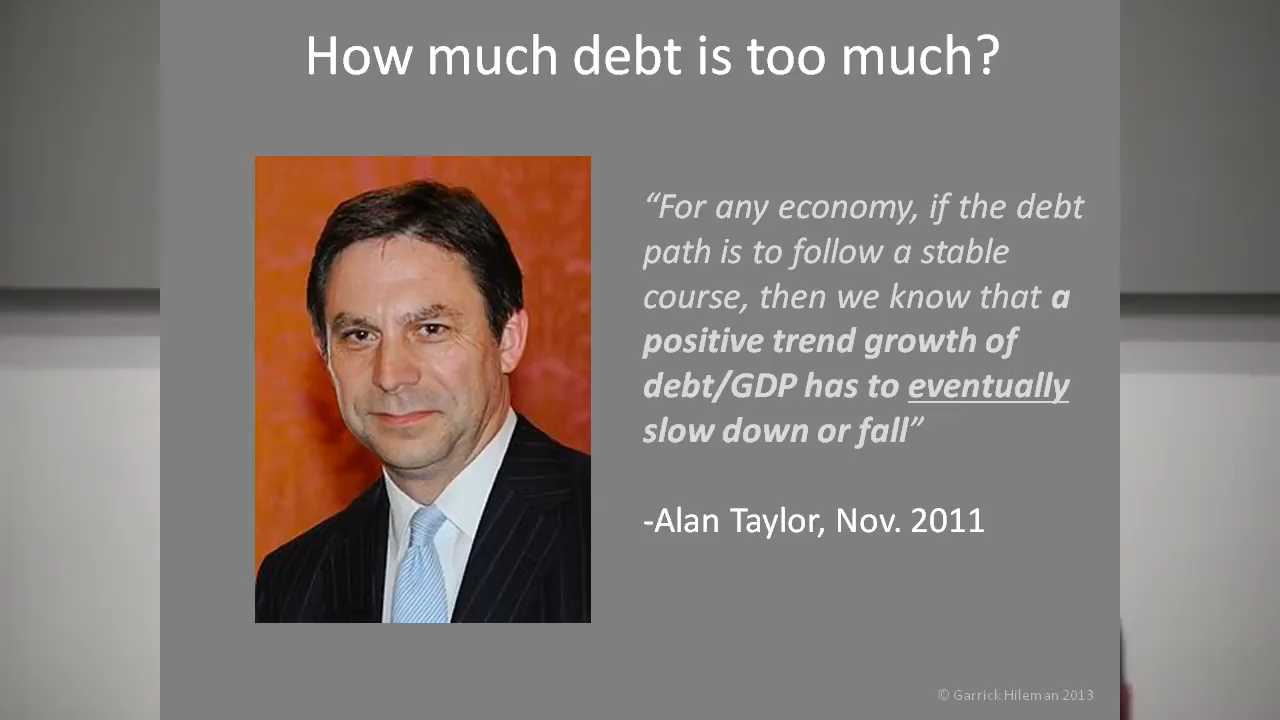 How much debt is too much?
“For any economy, if the debt
path is to follow a stable
course, then we know that a
positive trend growth of
debt/GDP has to eventually
slow down or fall”
-Alan Taylor, Nov. 2011
© Garrick Hileman 2013